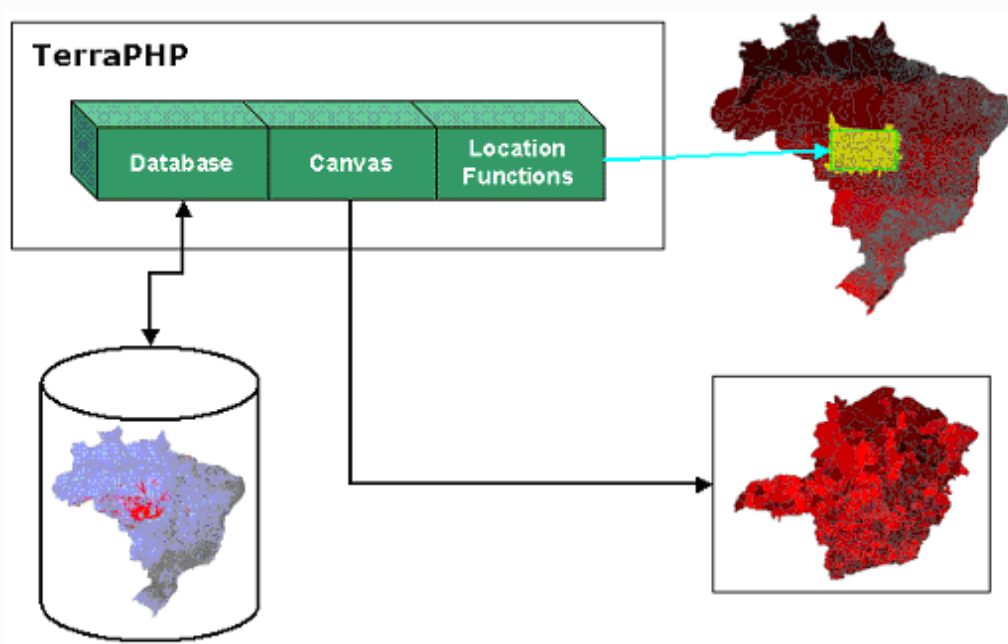 TerraPHP
Database
Canvas
Location
Functions